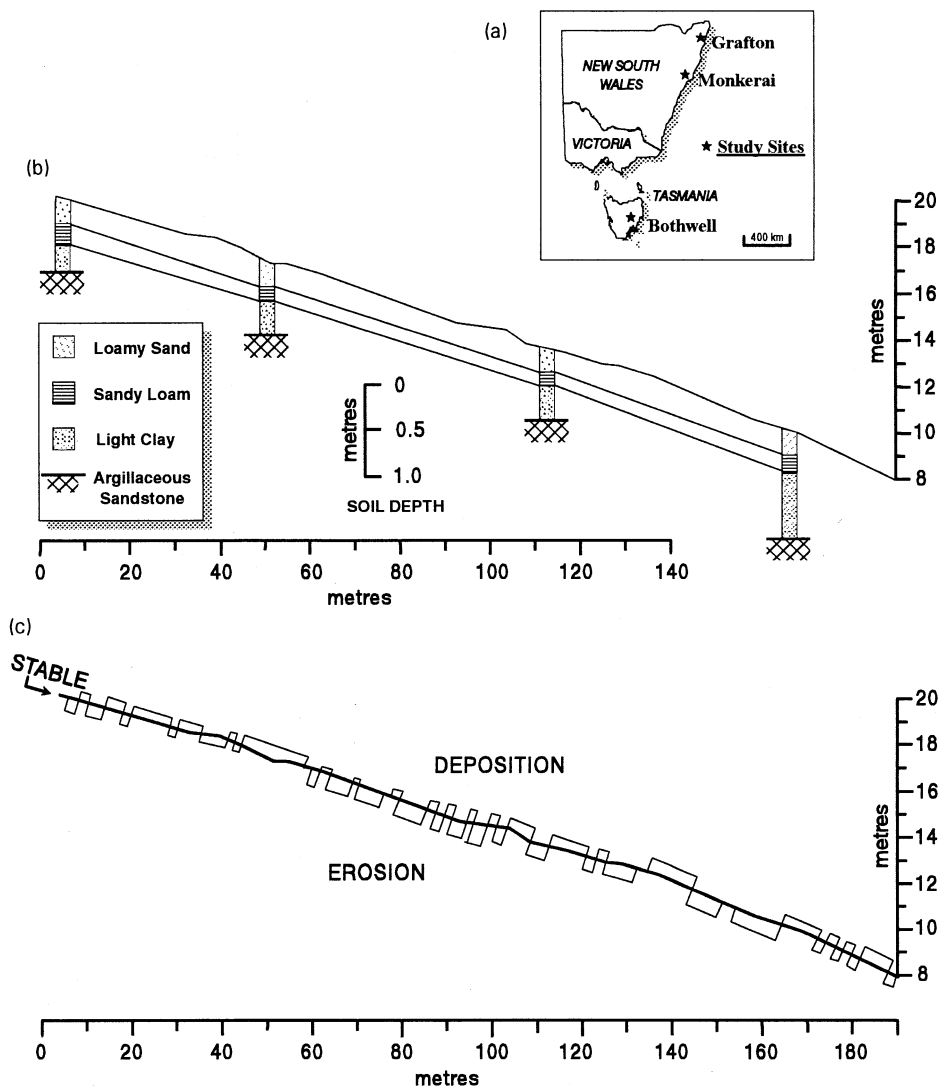 (a)
Grafton
NEW SOUTH
WALES
Monkerai
VICTORIA
Study Sites
TASMANIA
Bothwell
400 km
(b)
20
18
16
14
12
10
8
metres
Loamy Sand
Sandy Loam
Light Clay
Argillaceous
Sandstone
0
0.5
1.0
metres
SOIL DEPTH
0 20 40 60 80 100 120 140
metres
(c)
STABLE
DEPOSITION
EROSION
20
18
16
14
12
10
8
metres
0 20 40 60 80 100 120 140 160 180
metres